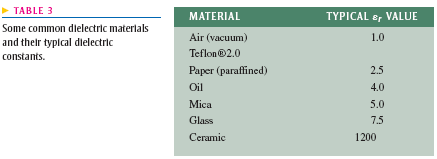 TABLE 3
Some common dielectric materials
and their typical dielectric
constants.
MATERIAL TYPICAL εr VALUE
Air (vacuum) 1.0
Teflon®2.0
Paper (paraffined) 2.5
Oil 4.0
Mica 5.0
Glass 7.5
Ceramic 1200